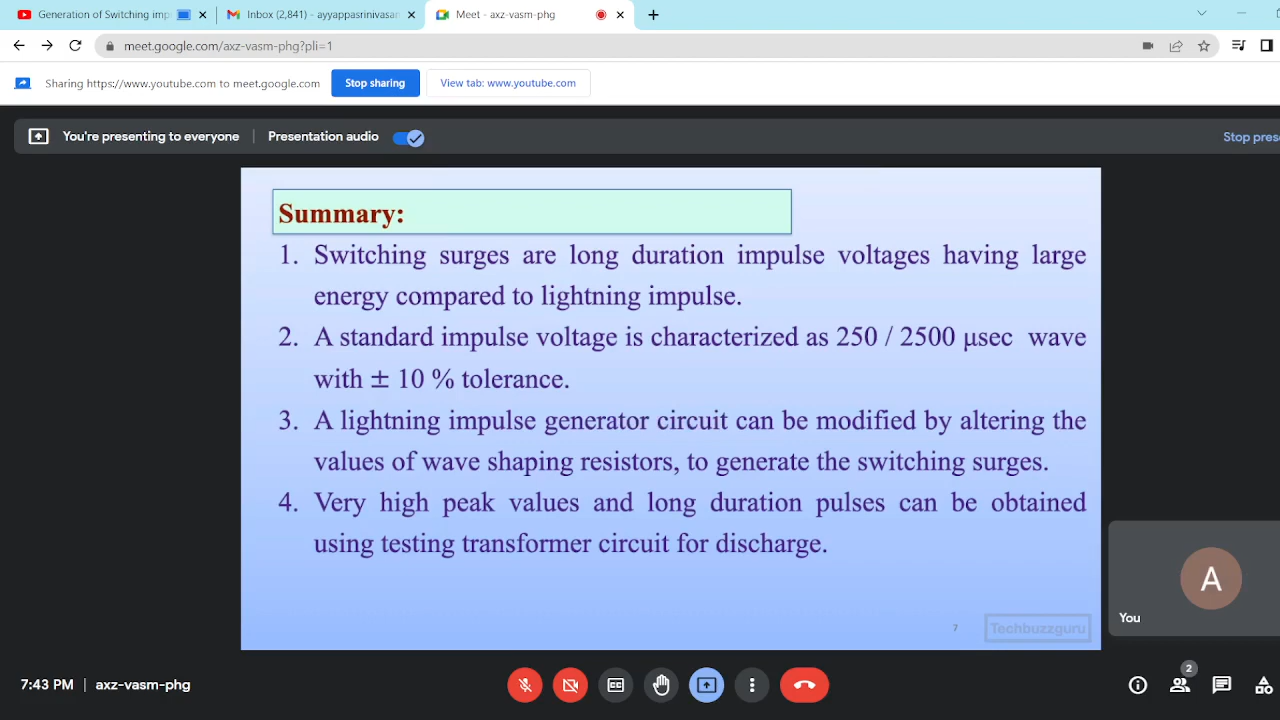 Generation of Switching imp
Inbox (2,841) - ayyappasrinivasan
Meet - axz-vasm-phg
meet.google.com/axz-vasm-phg?pli=1
Sharing https://www.youtube.com to meet.google.com
Stop sharing
View tab: www.youtube.com
You're presenting to everyone
Presentation audio
Stop prese
Summary:
1. Switching surges are long duration impulse voltages having large
energy compared to lightning impulse.
2. A standard impulse voltage is characterized as 250 / 2500 μsec wave
with ± 10 % tolerance.
3. A lightning impulse generator circuit can be modified by altering the
values of wave shaping resistors, to generate the switching surges.
4. Very high peak values and long duration pulses can be obtained
using testing transformer circuit for discharge.
7
Techbuzzguru
A
You
7:43 PM | axz-vasm-phg
2